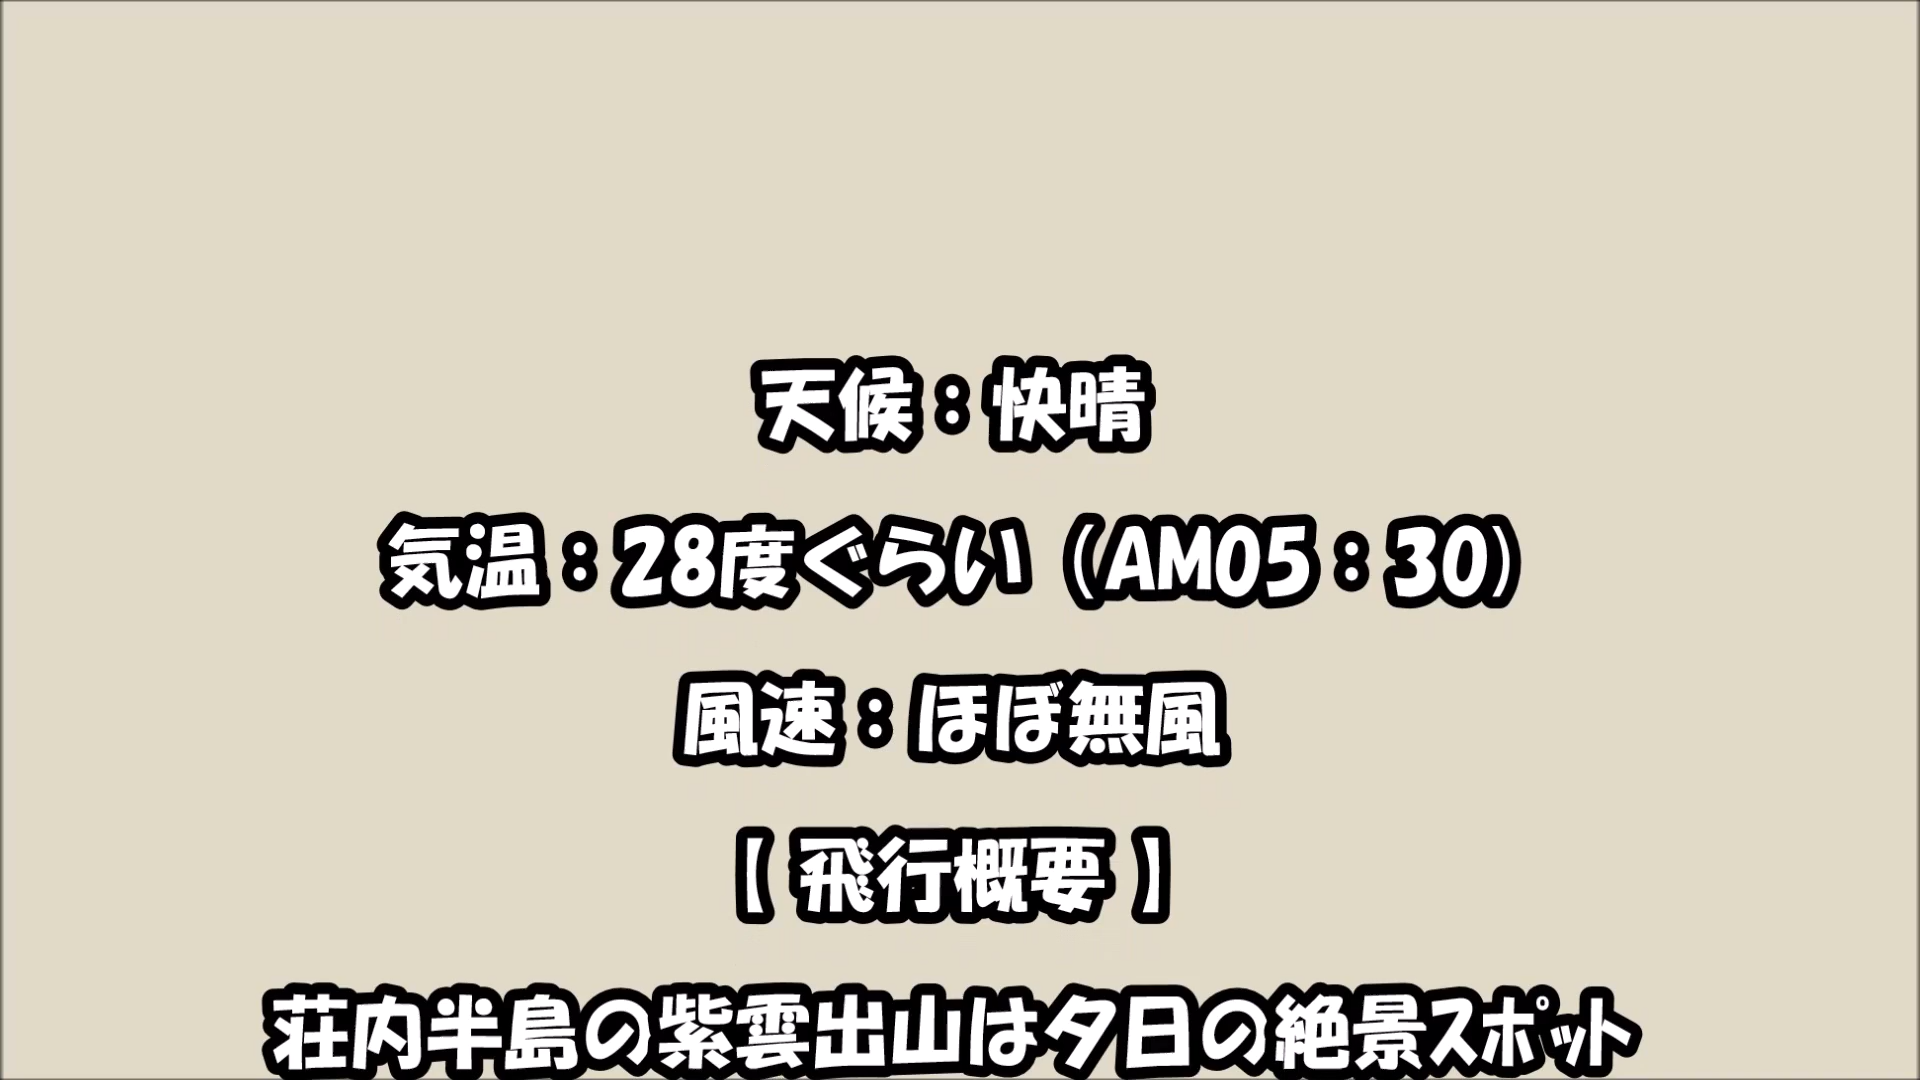 天候：快晴
気温：28度ぐらい（AM05：30）
風速：ほぼ無風
【 飛行概要 】
荘内半島の紫雲出山は夕日の絶景スポット